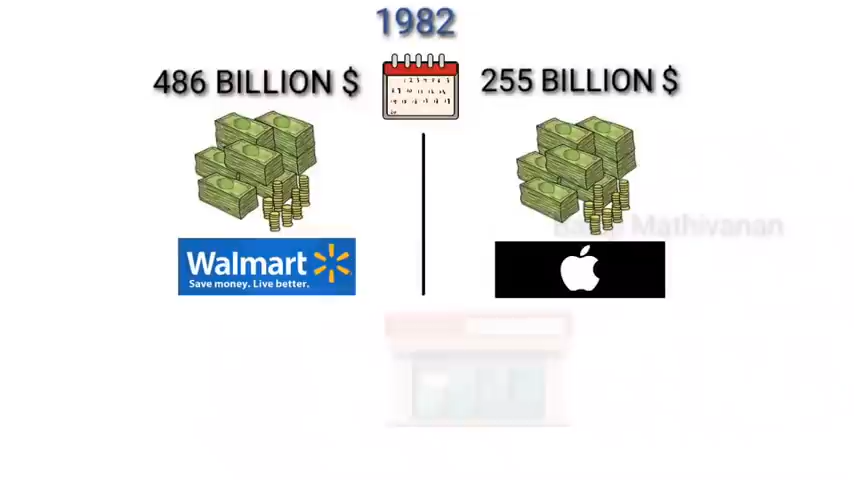 1982
486 BILLION $
255 BILLION $
Mathivanan
Walmart
Save money. Live better.